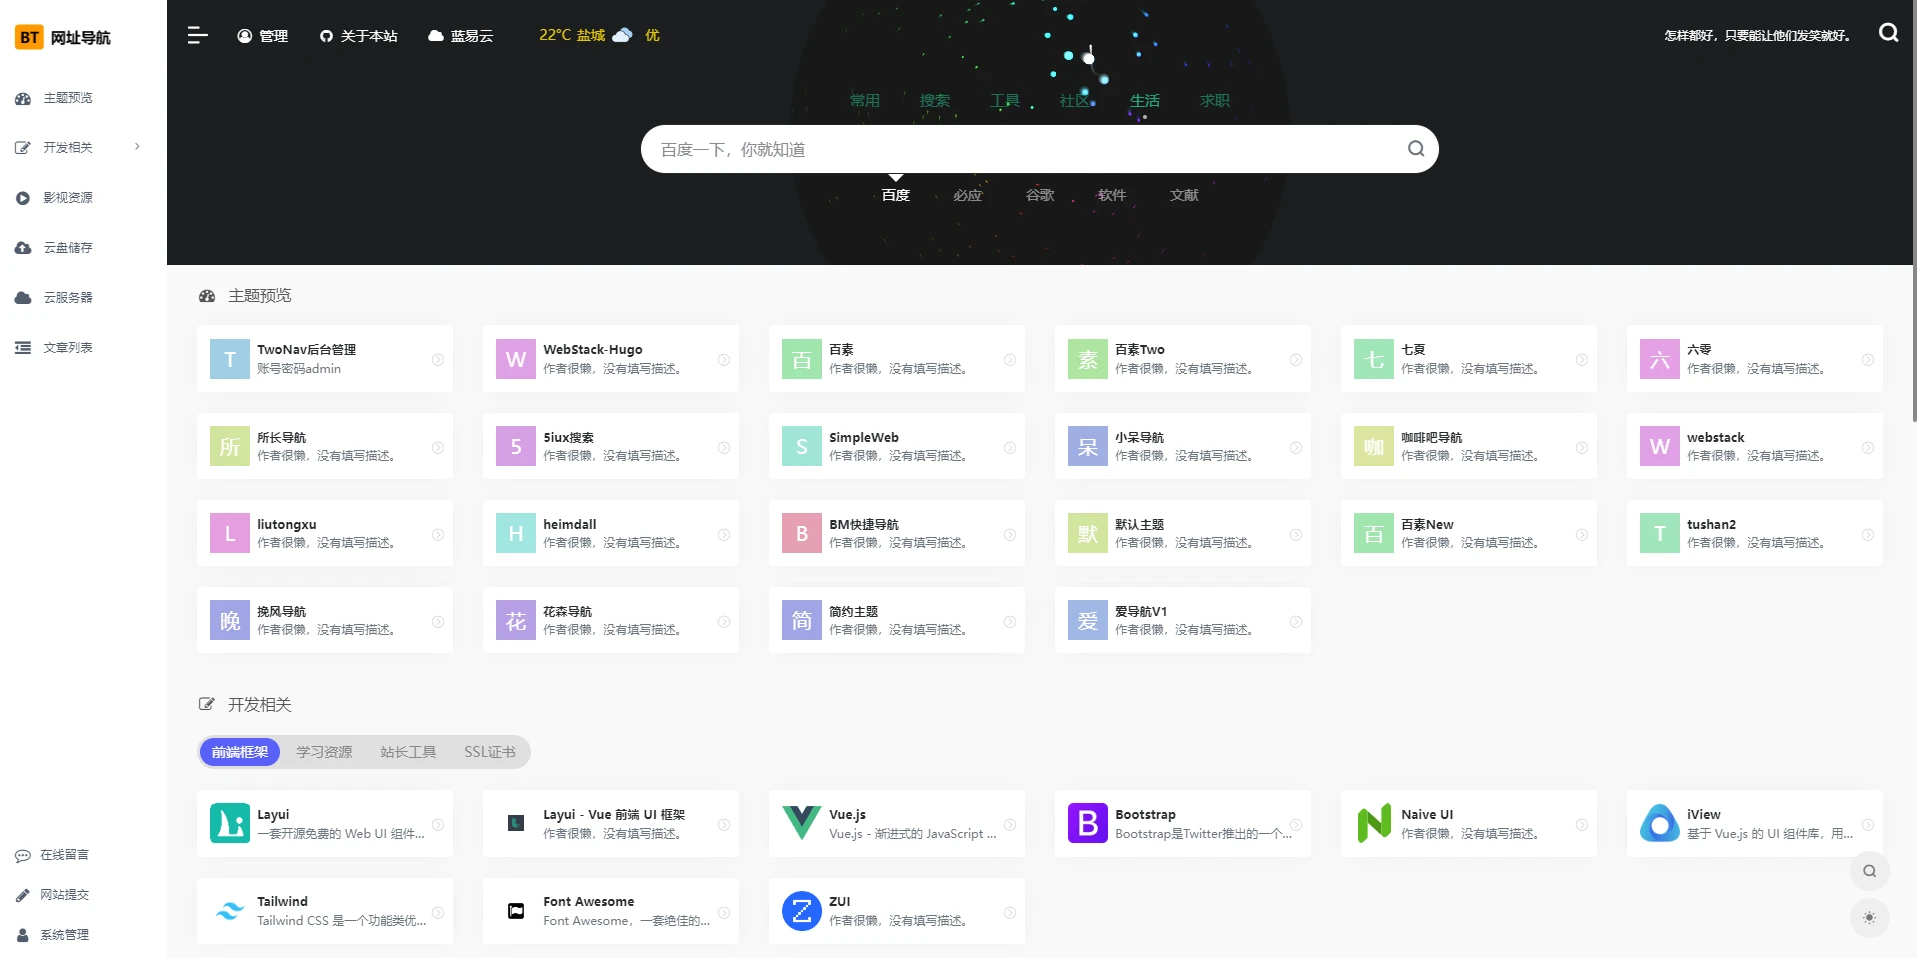 BT 网址导航
主题预览
开发相关
影视资源
云盘储存
云服务器
文章列表
在线留言
网站提交
系统管理
管理 关于本站 蓝易云 22°C 盐城 优
怎样都好，只要能让他们发笑就好。
常用 搜索 工具 社区 生活 求职
百度一下，你就知道
百度 必应 谷歌 软件 文献
主题预览
T TwoNav后台管理
账号密码admin
W WebStack-Hugo
作者很懒，没有填写描述。
百 百素
作者很懒，没有填写描述。
素 百素Two
作者很懒，没有填写描述。
七 七夏
作者很懒，没有填写描述。
六 六零
作者很懒，没有填写描述。
所 所长导航
作者很懒，没有填写描述。
5 5iux搜索
作者很懒，没有填写描述。
S SimpleWeb
作者很懒，没有填写描述。
呆 小呆导航
作者很懒，没有填写描述。
咖 咖啡吧导航
作者很懒，没有填写描述。
W webstack
作者很懒，没有填写描述。
L liutongxu
作者很懒，没有填写描述。
H heimdall
作者很懒，没有填写描述。
B BM快捷导航
作者很懒，没有填写描述。
默 默认主题
作者很懒，没有填写描述。
百 百素New
作者很懒，没有填写描述。
T tushan2
作者很懒，没有填写描述。
晚 挽风导航
作者很懒，没有填写描述。
花 花森导航
作者很懒，没有填写描述。
简 简约主题
作者很懒，没有填写描述。
爱 爱导航V1
作者很懒，没有填写描述。
开发相关
前端框架 学习资源 站长工具 SSL证书
Layui
一套开源免费的 Web UI 组件...
Layui - Vue 前端 UI 框架
作者很懒，没有填写描述。
Vue.js
Vue.js - 渐进式的 JavaScript ...
B Bootstrap
Bootstrap是Twitter推出的一个...
Naive UI
作者很懒，没有填写描述。
iView
基于 Vue.js 的 UI 组件库，用...
Tailwind
Tailwind CSS 是一个功能类优...
Font Awesome
Font Awesome，一套绝佳的...
Z ZUI
作者很懒，没有填写描述。